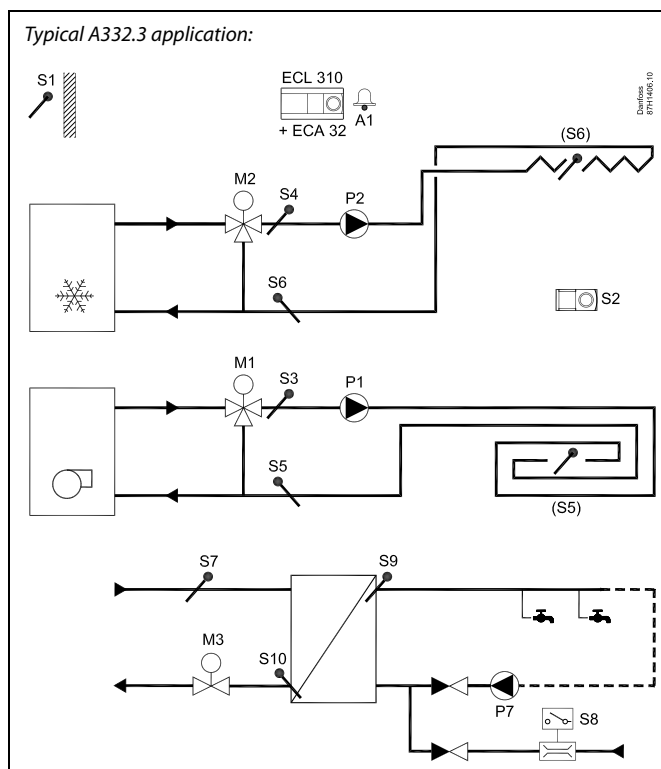 Typical A332.3 application:
S1
ECL 310
+ ECA 32
A1
Danfoss
87H1406.10
(S6)
M2
S4
P2
S6
S2
M1
S3
P1
S5
(S5)
S7
S9
M3
S10
P7
S8